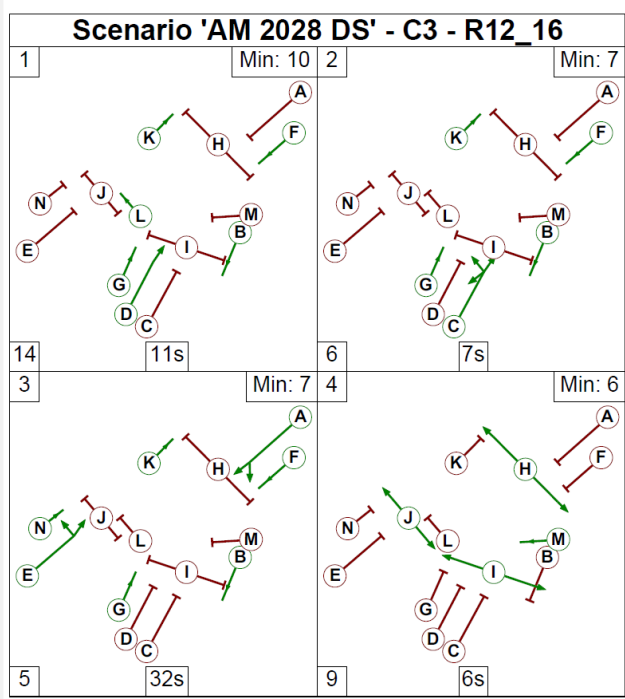 Scenario 'AM 2028 DS' - C3 - R12_16
1 Min: 10 2 Min: 7
A A
K F K F
H H
N J N J
L M L M
E I B E I B
G G
D D
C C
14 11s 6 7s
3 Min: 7 4 Min: 6
A A
K H F K H F
N J N J
L M L M
E I B E I B
G G
D D
C C
5 32s 9 6s